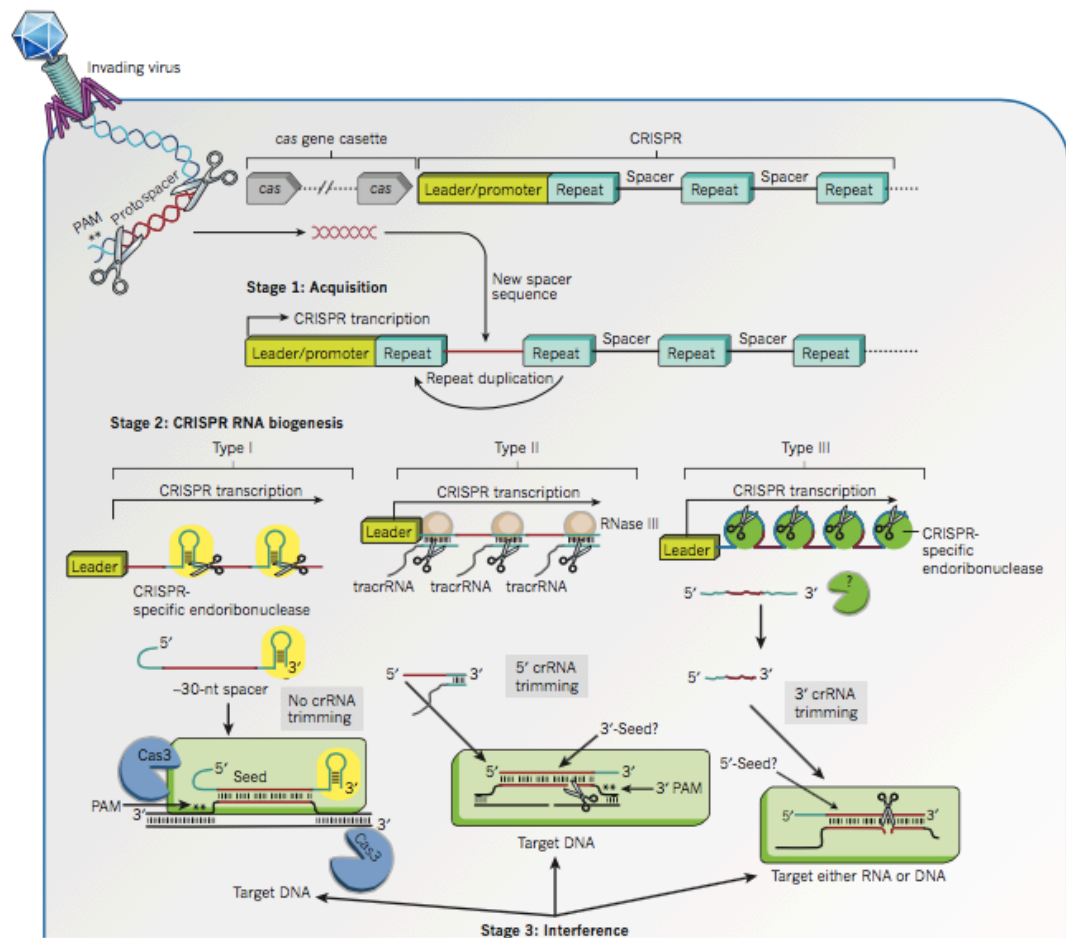 Invading virus
cas gene casette
CRISPR
cas
cas
Leader/promoter
Repeat
Spacer
Repeat
Spacer
Repeat
PAM
**
Protospacer
New spacer
sequence
Stage 1: Acquisition
CRISPR trancription
Leader/promoter
Repeat
Repeat
Spacer
Repeat
Spacer
Repeat
Repeat duplication
Stage 2: CRISPR RNA biogenesis
Type I
CRISPR transcription
Leader
CRISPR-
specific endoribonuclease
5′
3′
~30-nt spacer
No crRNA
trimming
Cas3
Seed
3′
PAM
**
3′
3′
Cas3
Target DNA
Type II
CRISPR transcription
Leader
RNase III
tracrRNA
tracrRNA
tracrRNA
5′
3′
5′ crRNA
trimming
3′-Seed?
5′
3′
**
3′ PAM
Target DNA
Type III
CRISPR transcription
Leader
CRISPR-
specific
endoribonuclease
5′
3′
?
5′
3′
3′ crRNA
trimming
5′-Seed?
5′
3′
Target either RNA or DNA
Stage 3: Interference